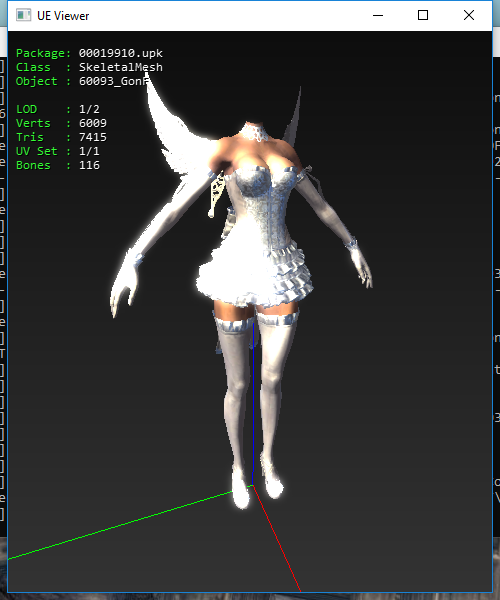 UE Viewer
Package: 00019910.upk
Class : SkeletalMesh
Object : 60093_GonF
LOD : 1/2
Verts : 6009
Tris : 7415
UV Set : 1/1
Bones : 116